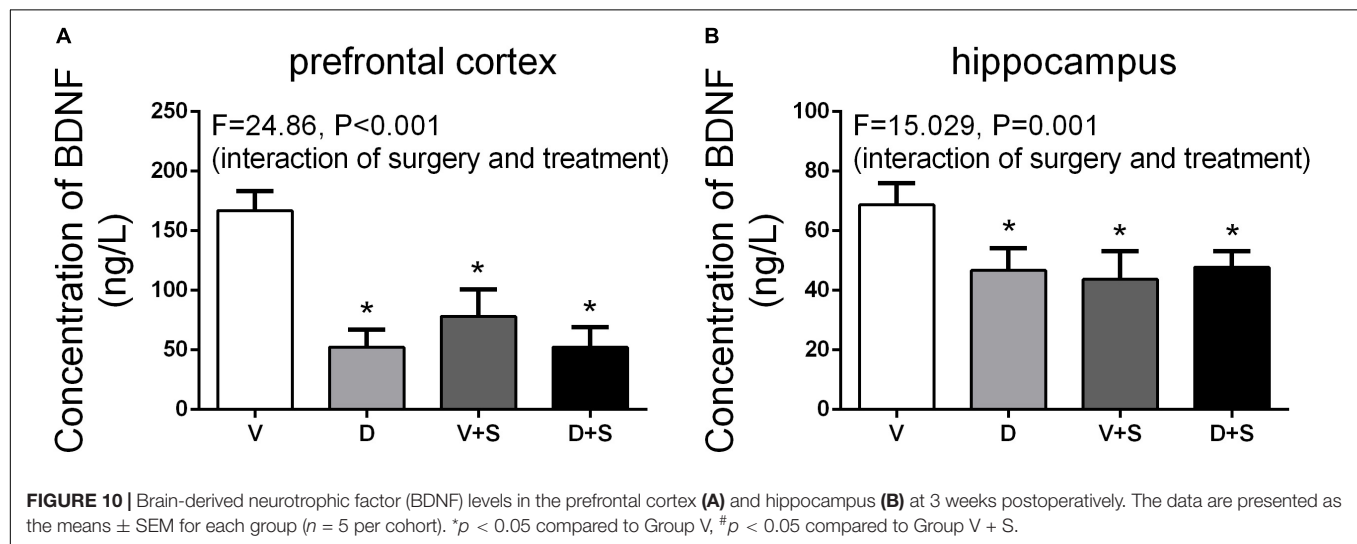 A
prefrontal cortex
Concentration of BDNF
(ng/L)
F=24.86, P<0.001
(interaction of surgery and treatment)
250
200
150
100
50
0
*
*
*
V
D
V+S
D+S
B
hippocampus
Concentration of BDNF
(ng/L)
F=15.029, P=0.001
(interaction of surgery and treatment)
100
80
60
40
20
0
*
*
*
V
D
V+S
D+S
FIGURE 10 | Brain-derived neurotrophic factor (BDNF) levels in the prefrontal cortex (A) and hippocampus (B) at 3 weeks postoperatively. The data are presented as
the means ± SEM for each group (n = 5 per cohort). *p < 0.05 compared to Group V, #p < 0.05 compared to Group V + S.